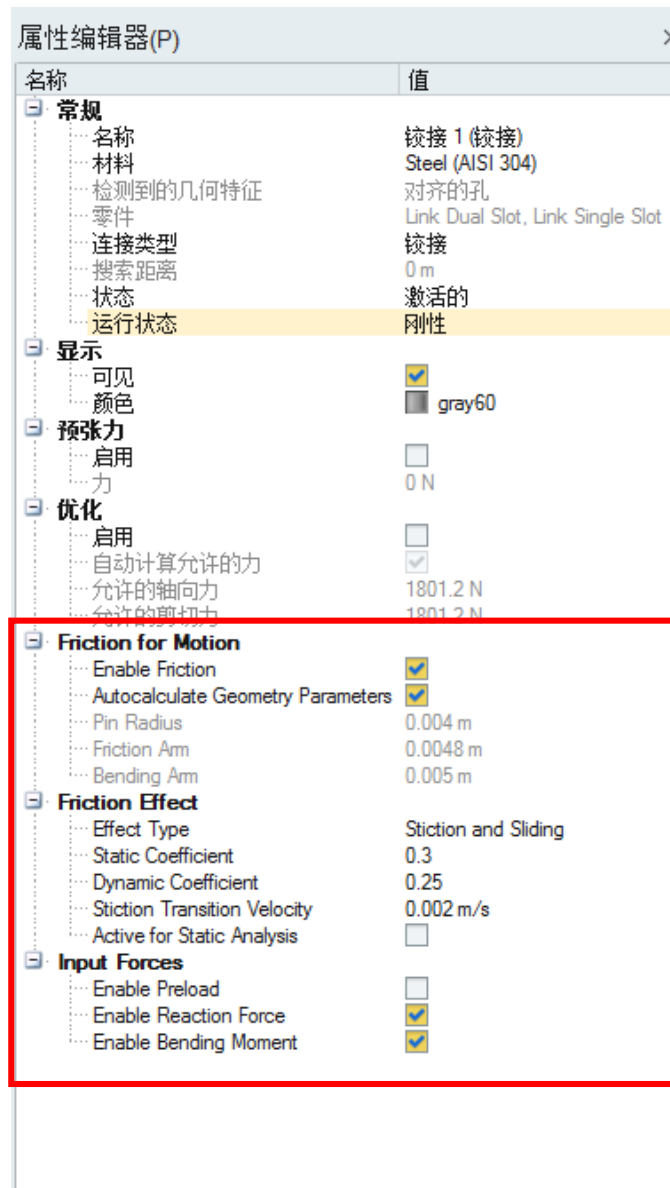 属性编辑器(P)
名称 值
常规
名称 铰接 1 (铰接)
材料 Steel (AISI 304)
检测到的几何特征 对齐的孔
零件 Link Dual Slot, Link Single Slot
连接类型 铰接
搜索距离 0 m
状态 激活的
运行状态 刚性
显示
可见
颜色 gray60
预张力
启用
力 0 N
优化
启用
自动计算允许的力
允许的轴向力 1801.2 N
允许的剪切力 1801.2 N
Friction for Motion
Enable Friction
Autocalculate Geometry Parameters
Pin Radius 0.004 m
Friction Arm 0.0048 m
Bending Arm 0.005 m
Friction Effect
Effect Type Stiction and Sliding
Static Coefficient 0.3
Dynamic Coefficient 0.25
Stiction Transition Velocity 0.002 m/s
Active for Static Analysis
Input Forces
Enable Preload
Enable Reaction Force
Enable Bending Moment